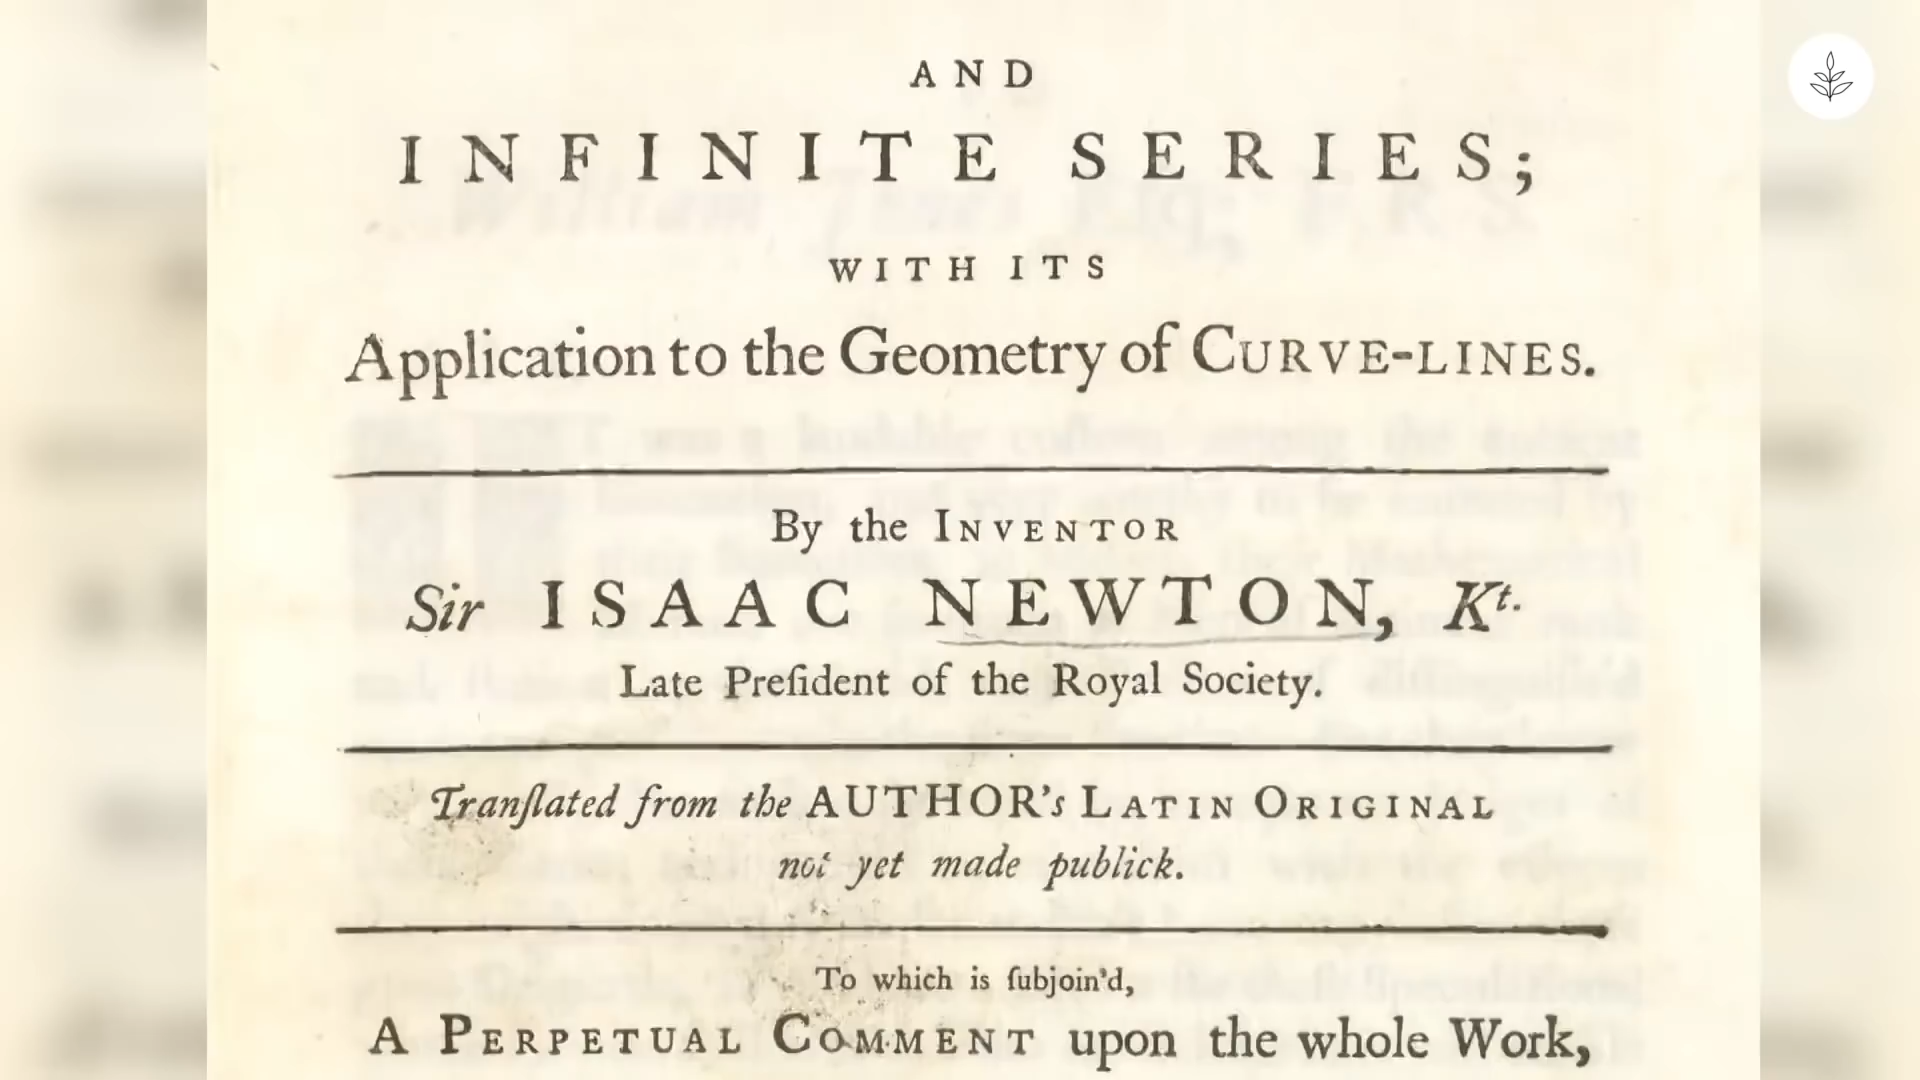 AND
INFINITE SERIES;
WITH ITS
Application to the Geometry of CURVE-LINES.
By the INVENTOR
Sir ISAAC NEWTON, Kt.
Late Preſident of the Royal Society.
Tranſlated from the AUTHOR's LATIN ORIGINAL
not yet made publick.
To which is ſubjoin'd,
A PERPETUAL COMMENT upon the whole Work,